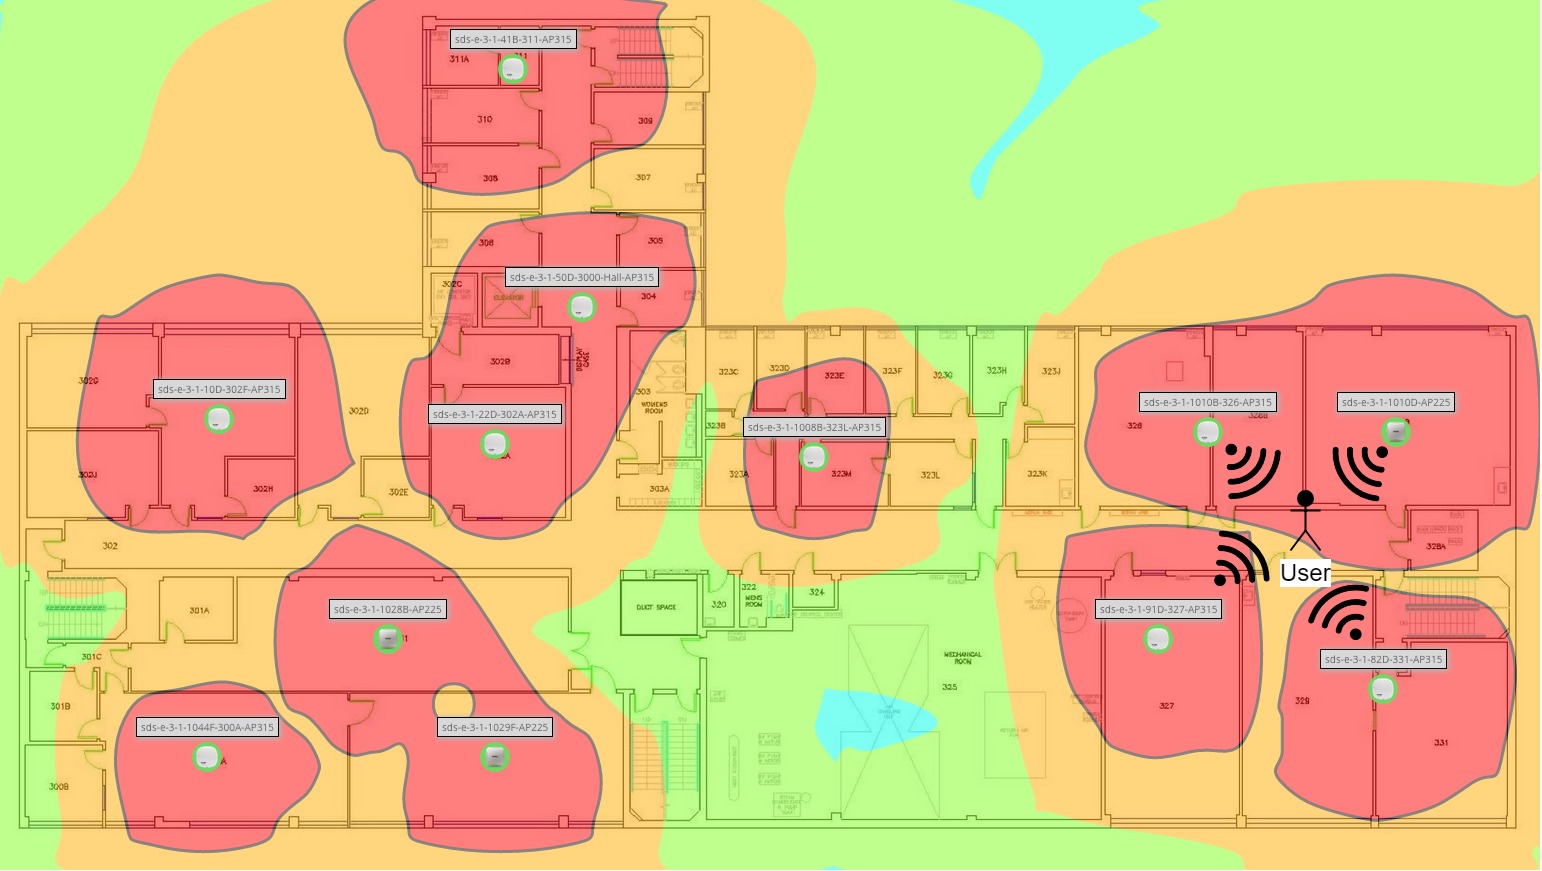 sds-e-3-1-41B-311-AP315
311A
310
309
308
307
306
305
sds-e-3-1-50D-3000-Hall-AP315
302C
ELEVATOR
304
302B
DISPLAY CASE
302G
sds-e-3-1-10D-302F-AP315
302D
sds-e-3-1-22D-302A-AP315
303
WOMENS
ROOM
323C
323D
323E
323F
323G
323H
323J
323B
sds-e-3-1-1008B-323L-AP315
sds-e-3-1-1010B-326-AP315
sds-e-3-1-1010D-AP225
326
328B
302J
302H
302E
303A
323A
323M
323L
323K
302
328A
User
301A
sds-e-3-1-1028B-AP225
DUCT SPACE
320
322
MENS
ROOM
324
sds-e-3-1-91D-327-AP315
301C
MECHANICAL
ROOM
325
sds-e-3-1-82D-331-AP315
301B
sds-e-3-1-1044F-300A-AP315
sds-e-3-1-1029F-AP225
327
329
331
300B